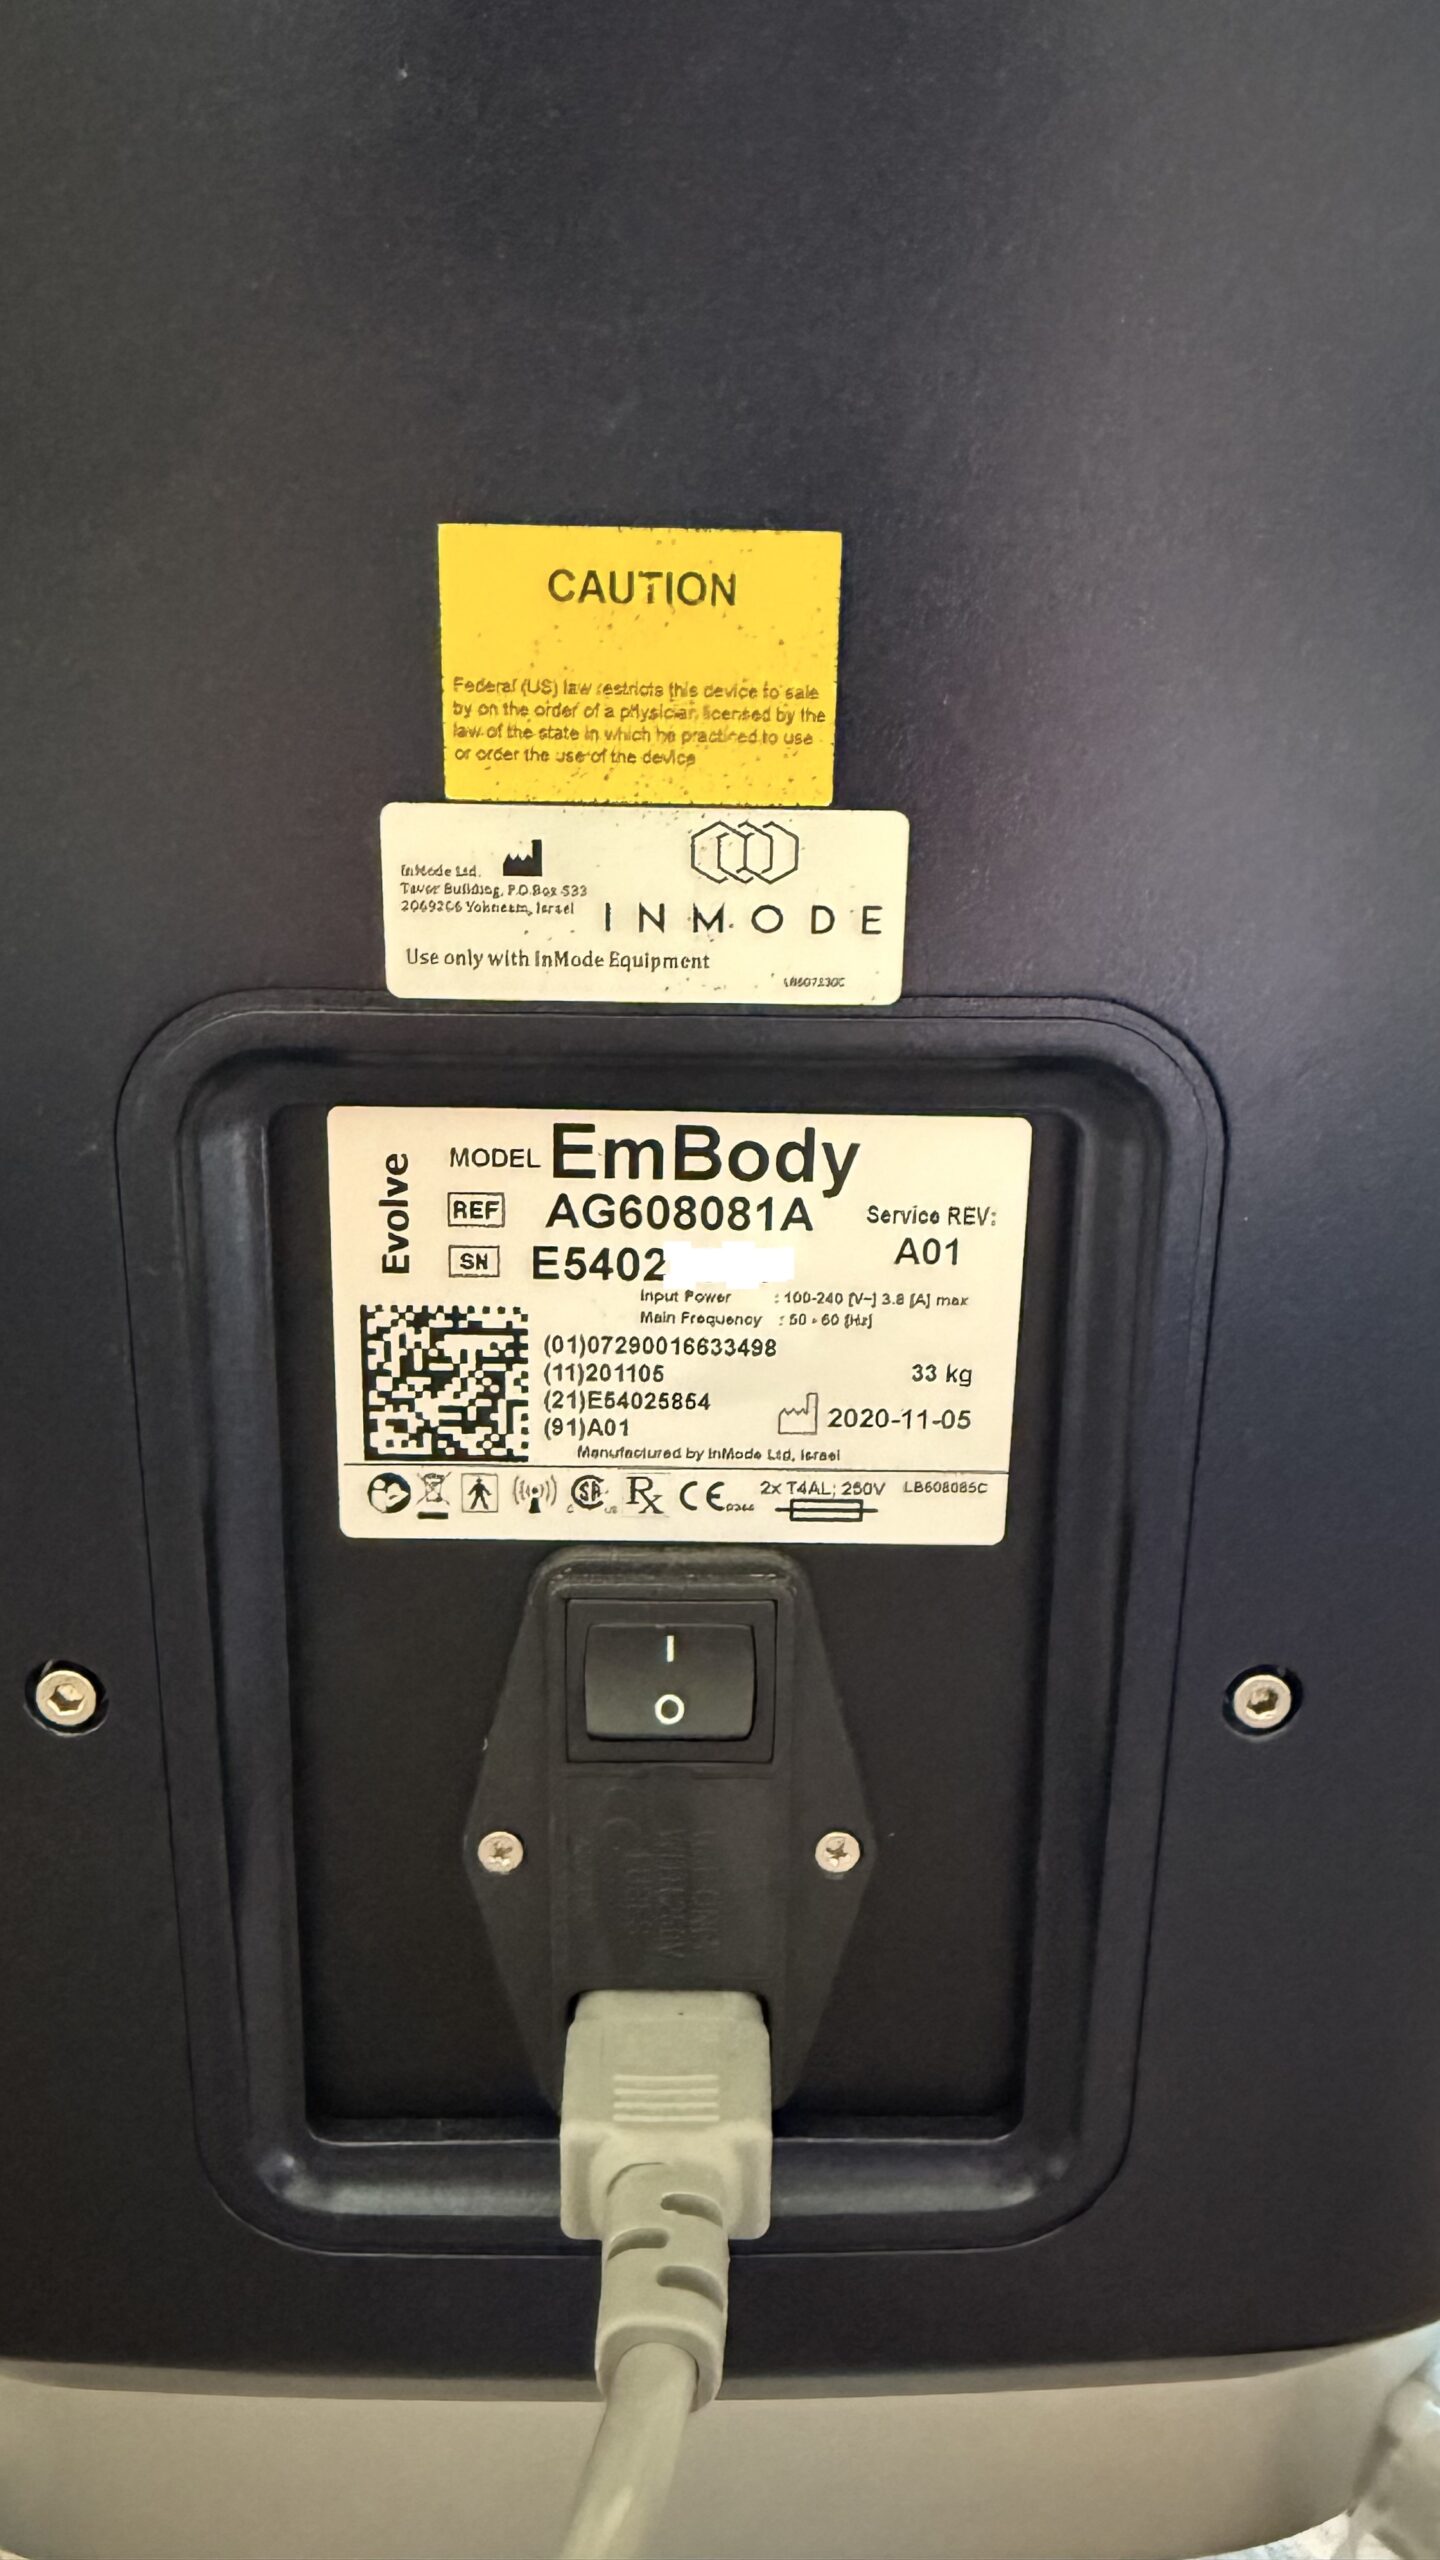 CAUTION
Federal (US) law restricts this device to sale
by on the order of a physician licensed by the
law of the state in which he practiced to use
or order the use of the device
InMode Ltd.
Tavor Building, P.O.Box 533
2069206 Yokneam, Israel
INMODE
Use only with InMode Equipment
Evolve
MODEL EmBody
REF AG608081A
Service REV:
A01
SN E5402
Input Power : 100-240 [V~] 3.8 [A] max
Main Frequency : 50 - 60 [Hz]
(01)07290016633498
(11)201105
33 kg
(21)E54025854
(91)A01
2020-11-05
Manufactured by InMode Ltd, Israel
Rx
CE
2x T4AL; 250V
LB608085C
I
O